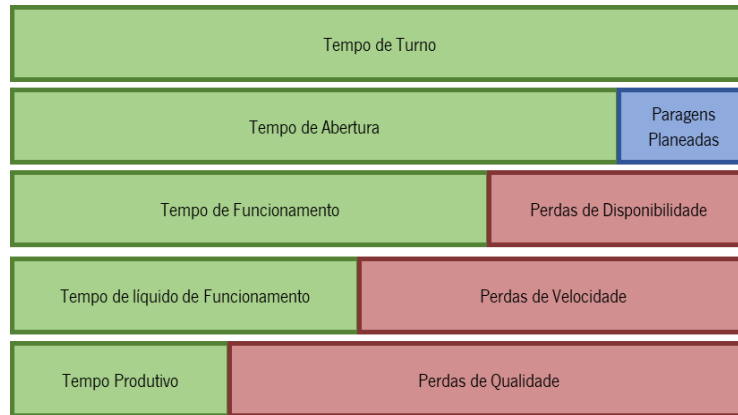 Tempo de Turno
Tempo de Abertura
Paragens
Planeadas
Tempo de Funcionamento
Perdas de Disponibilidade
Tempo de líquido de Funcionamento
Perdas de Velocidade
Tempo Produtivo
Perdas de Qualidade